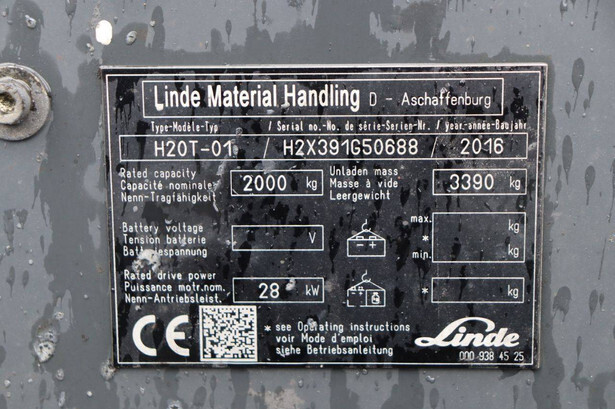 Linde Material Handling D - Aschaffenburg
Type-Modèle-Typ / Serial no.-No. de série-Serien-Nr. / year-année-Baujahr
H20T-01 / H2X391G50688 / 2016
Rated capacity
Capacité nominale
Nenn-Tragfähigkeit
2000 kg
Unladen mass
Masse à vide
Leergewicht
3390 kg
Battery voltage
Tension batterie
Batteriespannung
V
- +
max. kg
*
min. kg
Rated drive power
Puissance motr.nom.
Nenn-Antriebsleist.
28 kW
* kg
CE
* see Operating instructions
voir Mode d'emploi
siehe Betriebsanleitung
Linde
000 938 45 25